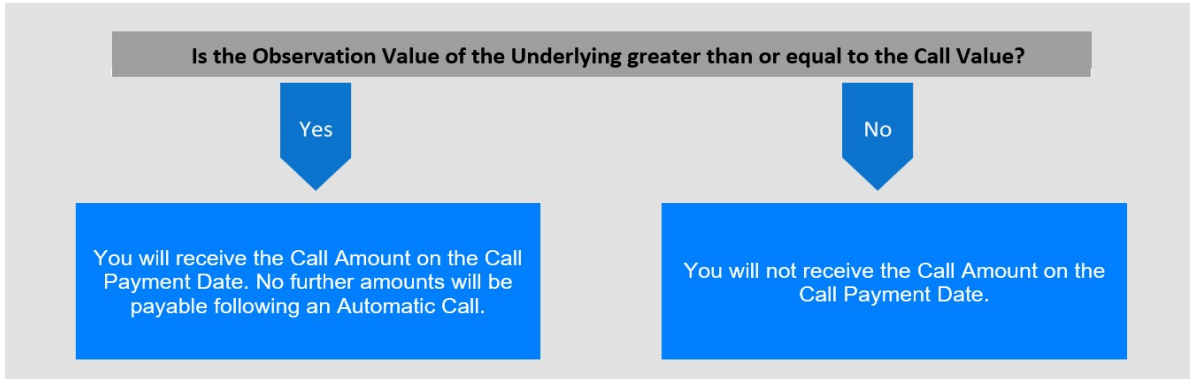 Is the Observation Value of the Underlying greater than or equal to the Call Value?
Yes
No
You will receive the Call Amount on the Call
Payment Date. No further amounts will be
payable following an Automatic Call.
You will not receive the Call Amount on the
Call Payment Date.